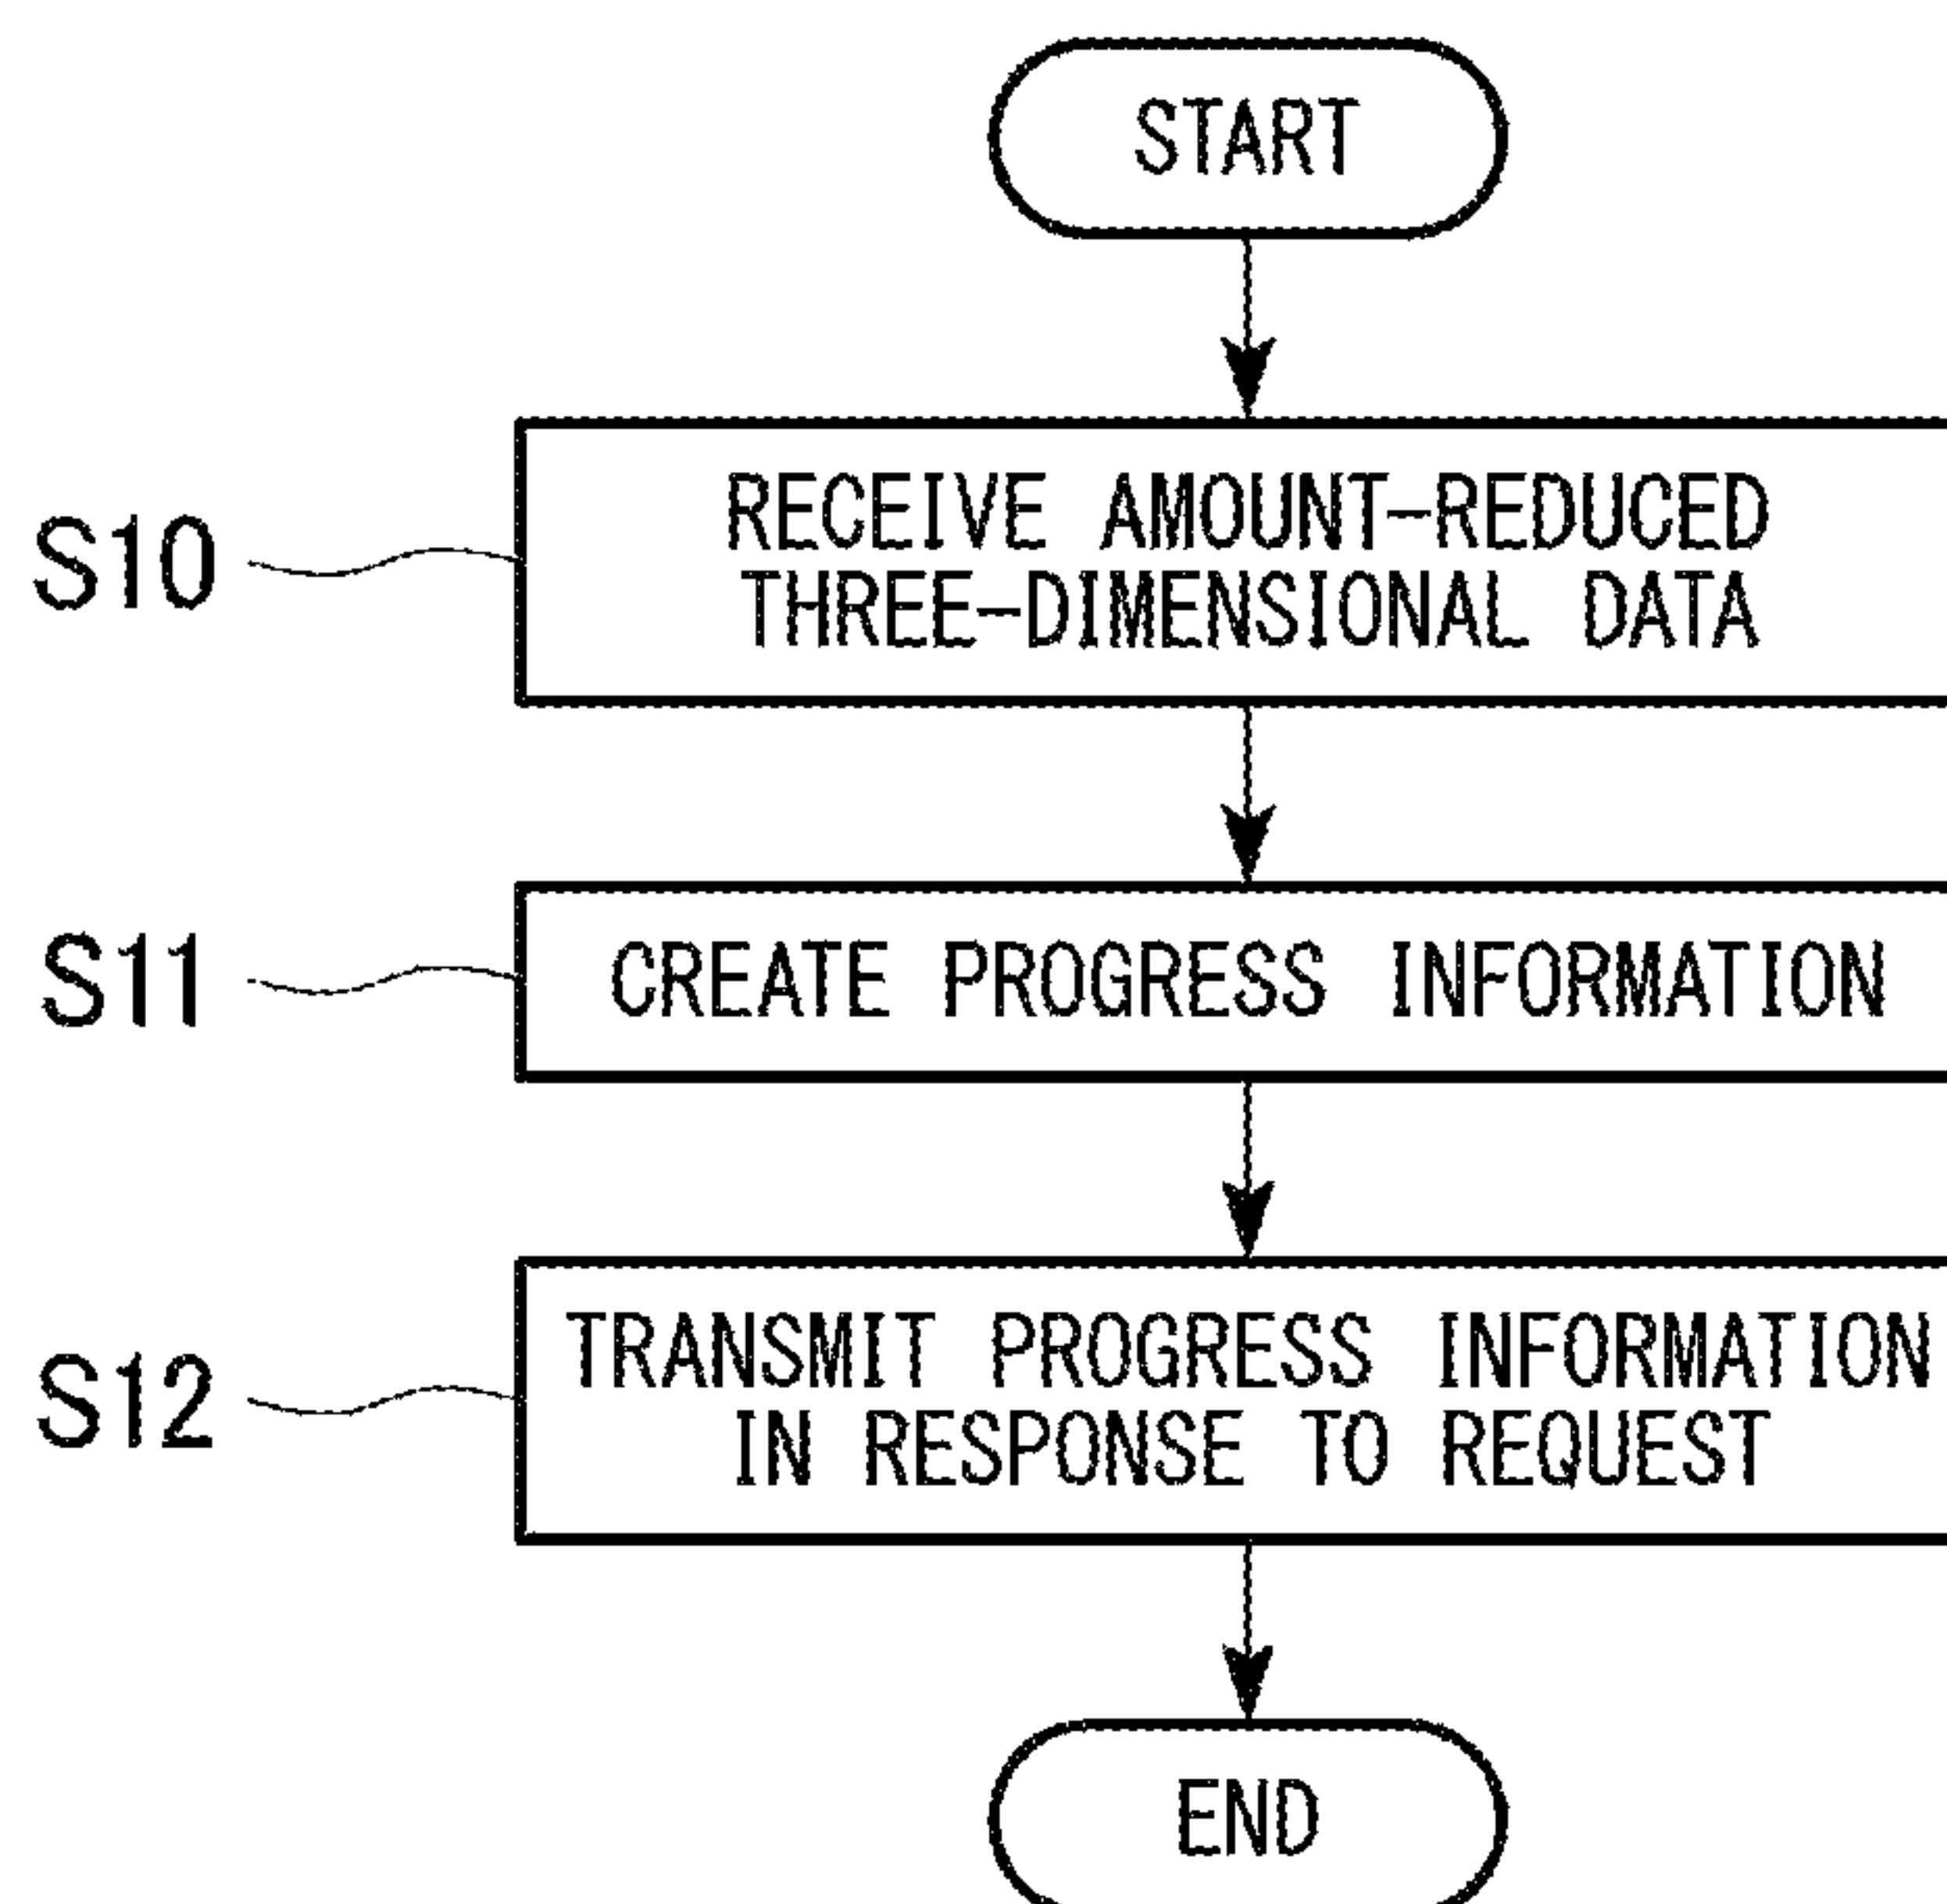 START
S10
RECEIVE AMOUNT-REDUCED
THREE-DIMENSIONAL DATA
S11
CREATE PROGRESS INFORMATION
S12
TRANSMIT PROGRESS INFORMATION
IN RESPONSE TO REQUEST
END